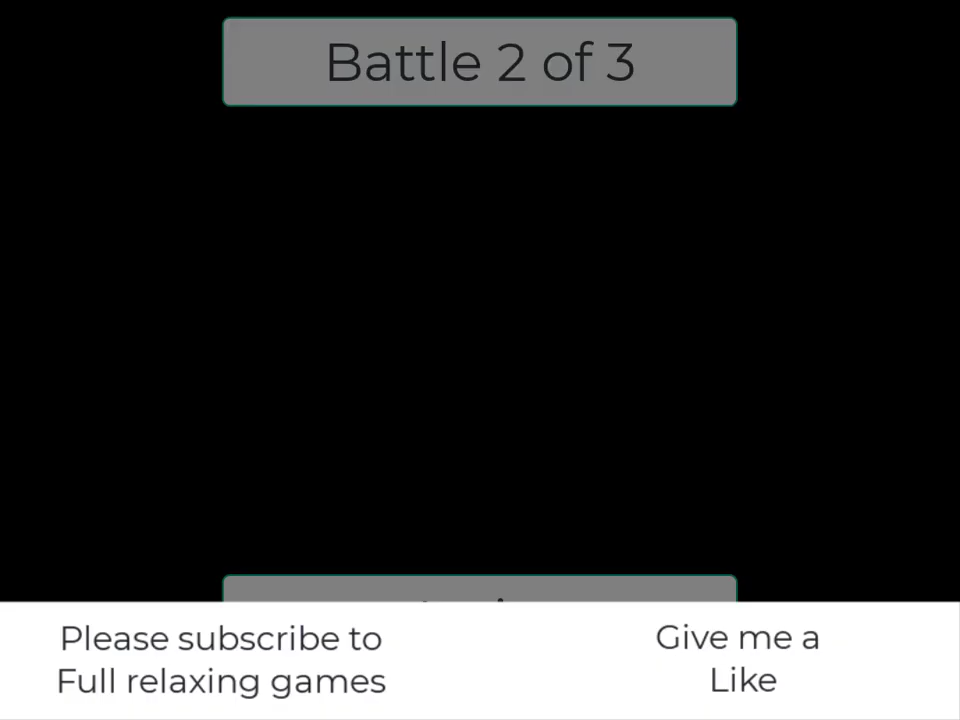 Battle 2 of 3
Please subscribe to
Full relaxing games
Give me a
Like